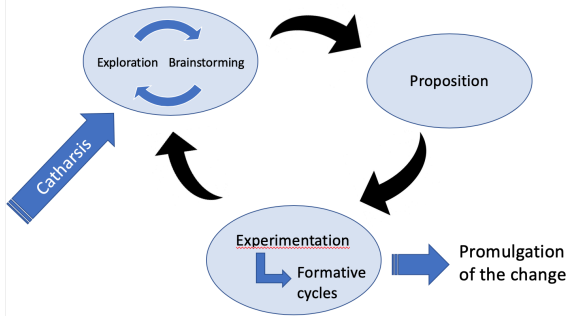 Exploration Brainstorming
Proposition
Catharsis
Experimentation
Formative
cycles
Promulgation
of the change